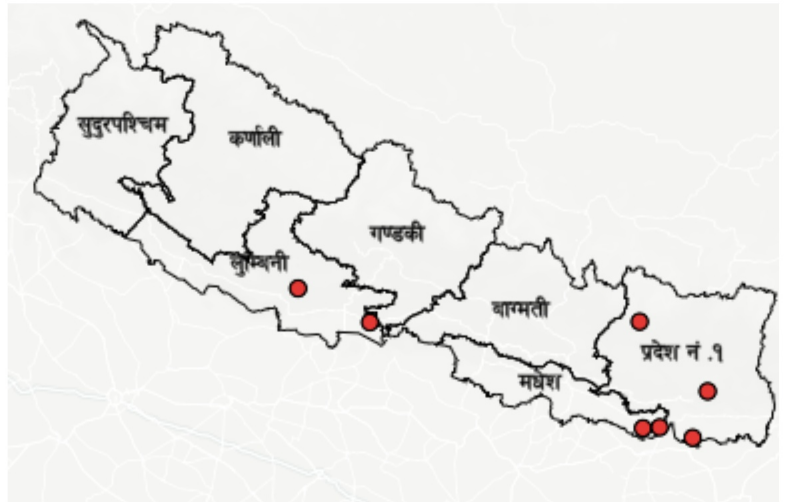 सुदुरपश्चिम
कर्णाली
गण्डकी
लुम्बिनी
बाग्मती
प्रदेश नं .१
मधेश